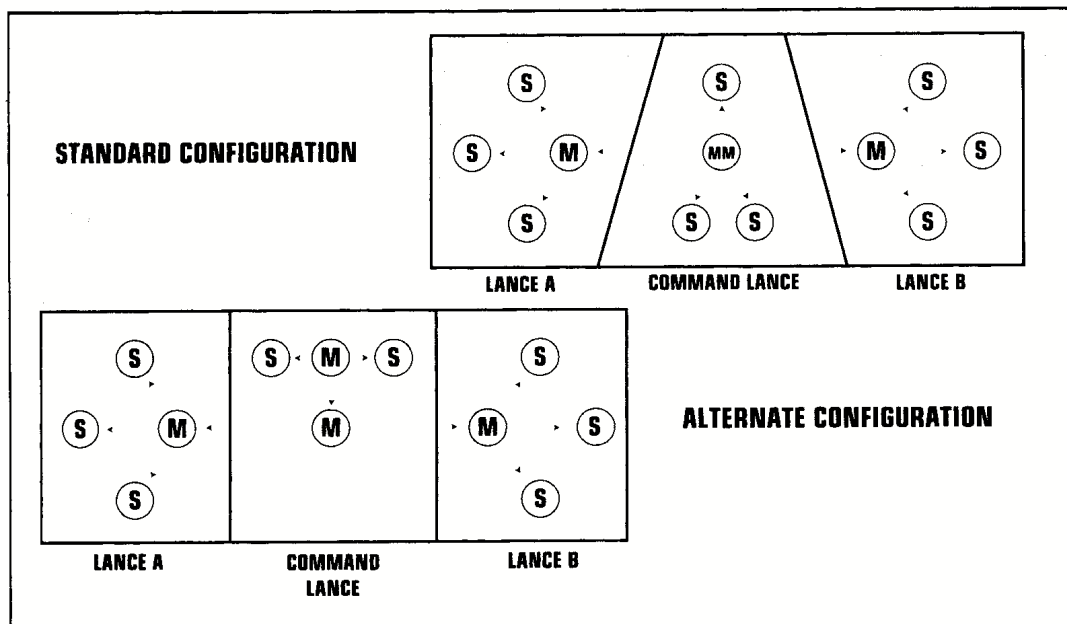 STANDARD CONFIGURATION
S
S M
S
S
MM
S S
S
M S
S
LANCE A COMMAND LANCE LANCE B
S
S M
S
S M S
M
S
M S
S
ALTERNATE CONFIGURATION
LANCE A
COMMAND
LANCE
LANCE B